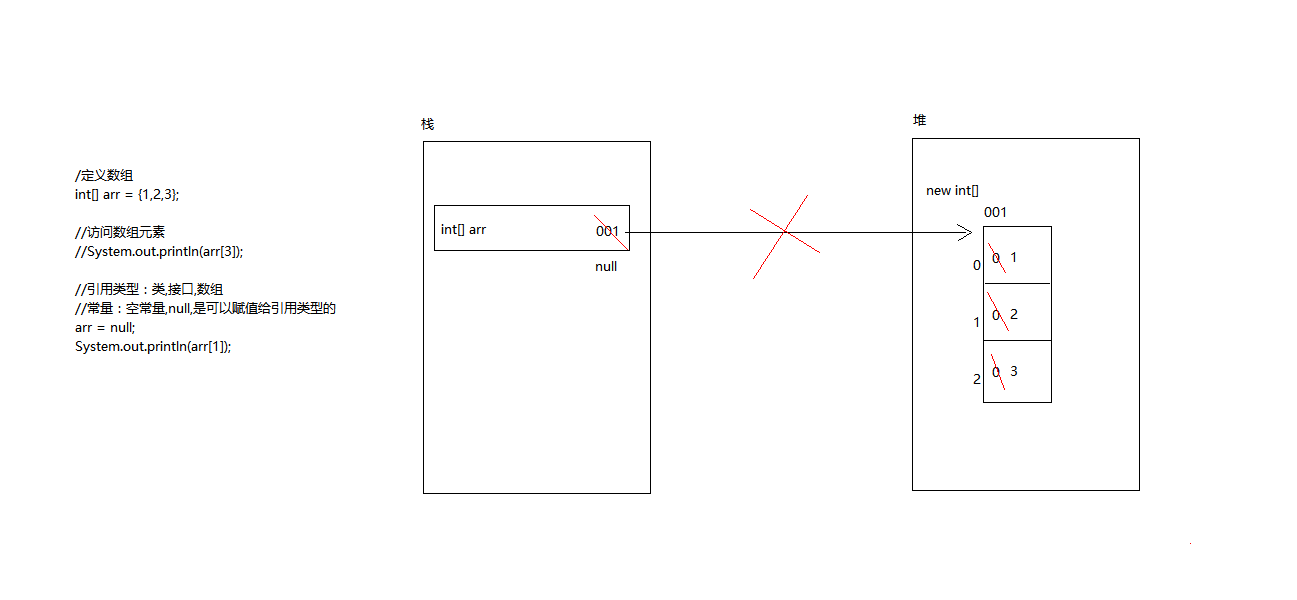 /定义数组
int[] arr = {1,2,3};
//访问数组元素
//System.out.println(arr[3]);
//引用类型：类,接口,数组
//常量：空常量,null,是可以赋值给引用类型的
arr = null;
System.out.println(arr[1]);
栈
int[] arr 001
null
堆
new int[]
001
0 0 1
1 0 2
2 0 3